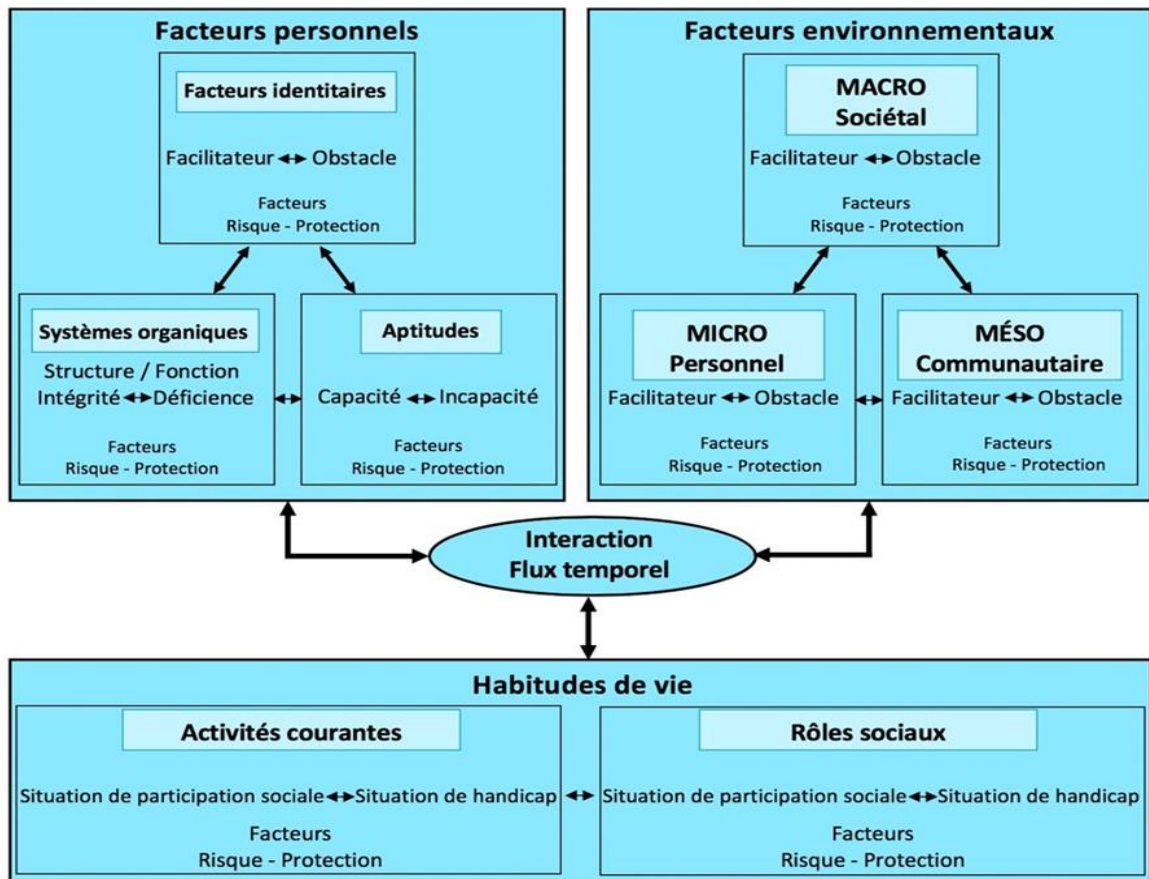 Facteurs personnels
Facteurs identitaires
Facilitateur ↔ Obstacle
Facteurs
Risque - Protection
Systèmes organiques
Structure / Fonction
Intégrité ↔ Déficience
Facteurs
Risque - Protection
Aptitudes
Capacité ↔ Incapacité
Facteurs
Risque - Protection
Facteurs environnementaux
MACRO
Sociétal
Facilitateur ↔ Obstacle
Facteurs
Risque - Protection
MICRO
Personnel
Facilitateur ↔ Obstacle
Facteurs
Risque - Protection
MÉSO
Communautaire
Facilitateur ↔ Obstacle
Facteurs
Risque - Protection
Interaction
Flux temporel
Habitudes de vie
Activités courantes
Situation de participation sociale ↔ Situation de handicap
Facteurs
Risque - Protection
Rôles sociaux
Situation de participation sociale ↔ Situation de handicap
Facteurs
Risque - Protection